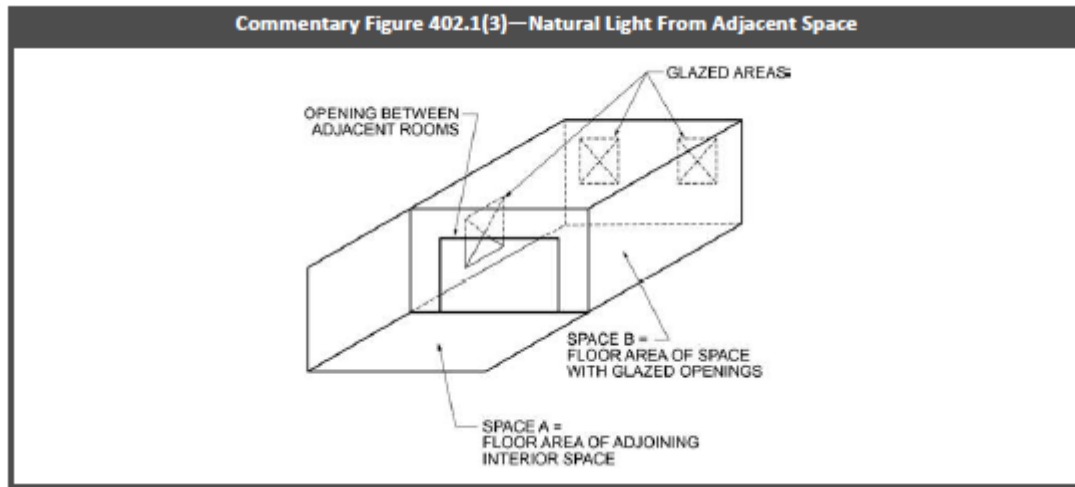 Commentary Figure 402.1(3)—Natural Light From Adjacent Space
GLAZED AREAS
OPENING BETWEEN
ADJACENT ROOMS
SPACE B =
FLOOR AREA OF SPACE
WITH GLAZED OPENINGS
SPACE A =
FLOOR AREA OF ADJOINING
INTERIOR SPACE